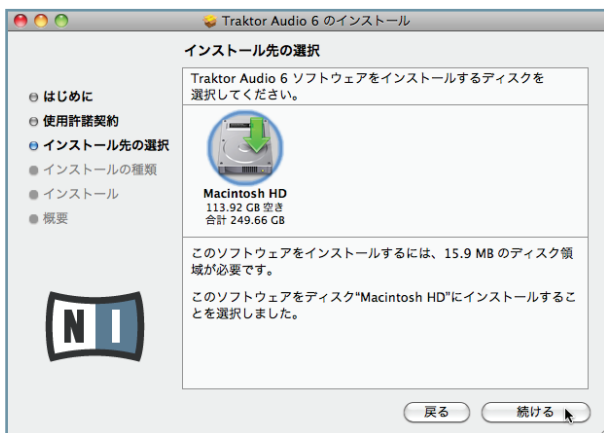 Traktor Audio 6 のインストール
インストール先の選択
はじめに
使用許諾契約
インストール先の選択
インストールの種類
インストール
概要
Traktor Audio 6 ソフトウェアをインストールするディスクを
選択してください。
Macintosh HD
113.92 GB 空き
合計 249.66 GB
このソフトウェアをインストールするには、15.9 MB のディスク領
域が必要です。
このソフトウェアをディスク“Macintosh HD”にインストールするこ
とを選択しました。
NI
戻る
続ける